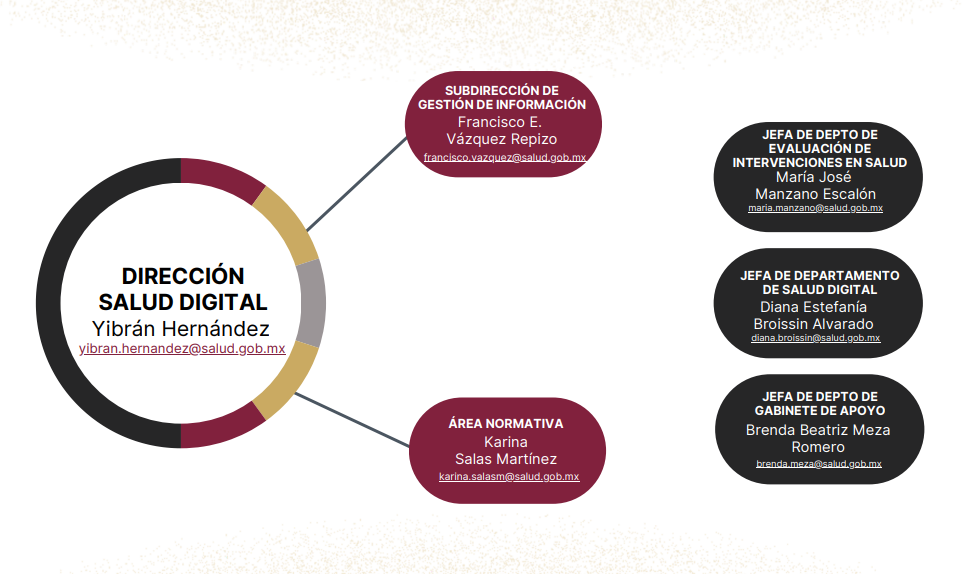 DIRECCIÓN
SALUD DIGITAL
Yibrán Hernández
yibran.hernandez@salud.gob.mx
SUBDIRECCIÓN DE
GESTIÓN DE INFORMACIÓN
Francisco E.
Vázquez Repizo
francisco.vazquez@salud.gob.mx
ÁREA NORMATIVA
Karina
Salas Martínez
karina.salasm@salud.gob.mx
JEFA DE DEPTO DE
EVALUACIÓN DE
INTERVENCIONES EN SALUD
María José
Manzano Escalón
maria.manzano@salud.gob.mx
JEFA DE DEPARTAMENTO
DE SALUD DIGITAL
Diana Estefanía
Broissin Alvarado
diana.broissin@salud.gob.mx
JEFA DE DEPTO DE
GABINETE DE APOYO
Brenda Beatriz Meza
Romero
brenda.meza@salud.gob.mx